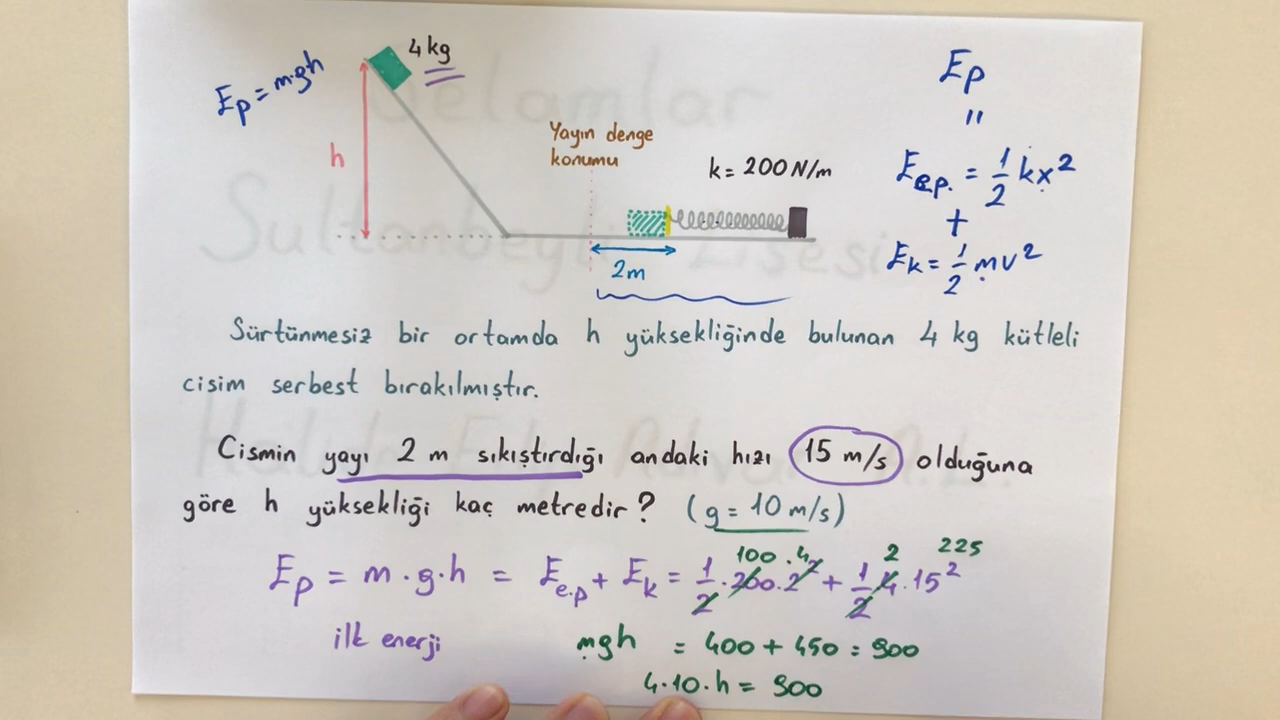 4 kg
Ep = m.g.h
h
Yayın denge
konumu
k = 200 N/m
2m
Ep
"
Ee.p. = 1/2 kx²
+
Ek = 1/2 mv²
Sürtünmesiz bir ortamda h yüksekliğinde bulunan 4 kg kütleli
cisim serbest bırakılmıştır.
Cismin yayı 2 m sıkıştırdığı andaki hızı 15 m/s olduğuna
göre h yüksekliği kaç metredir? (g = 10 m/s)
100 . 4 2 225
Ep = m . g . h = Ee.p + Ek = 1/2 . 200 . 2² + 1/2 4 . 15²
ilk enerji
mgh = 400 + 450 = 900
4.10.h = 900